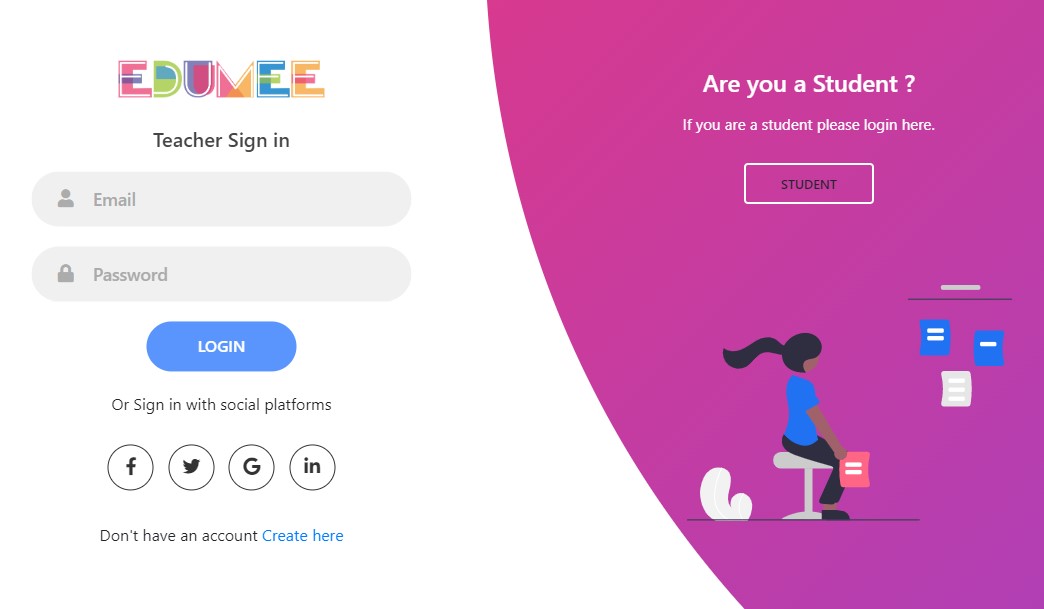 EDUMEE
Teacher Sign in
Email
Password
LOGIN
Or Sign in with social platforms
Don't have an account Create here
Are you a Student ?
If you are a student please login here.
STUDENT